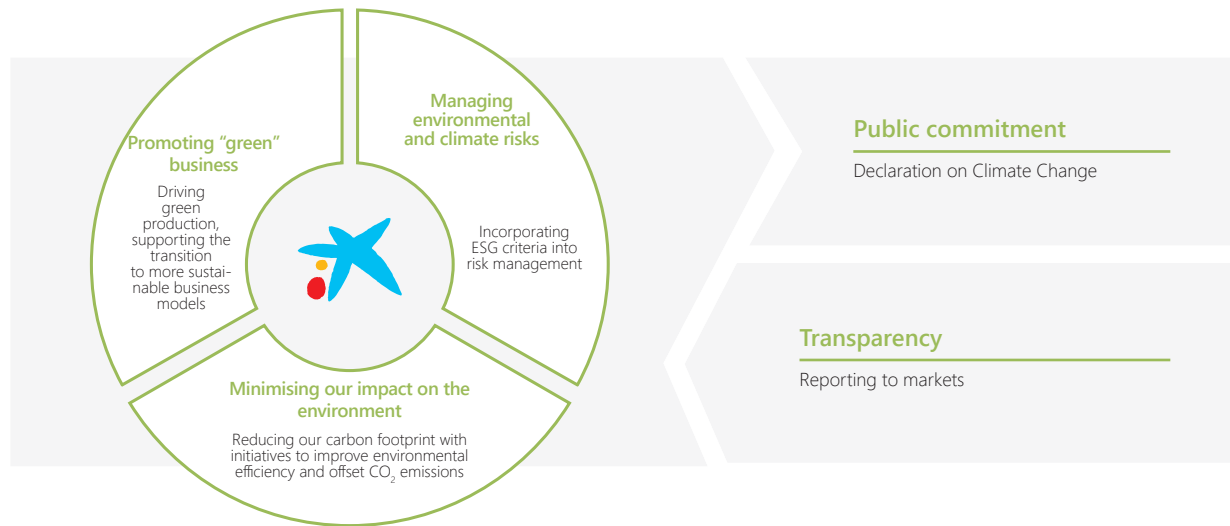 Promoting “green”
business
Driving
green
production,
supporting the
transition
to more sustai-
nable business
models
Managing
environmental
and climate risks
Incorporating
ESG criteria into
risk management
Minimising our impact on the
environment
Reducing our carbon footprint with
initiatives to improve environmental
efficiency and offset CO₂ emissions
Public commitment
Declaration on Climate Change
Transparency
Reporting to markets